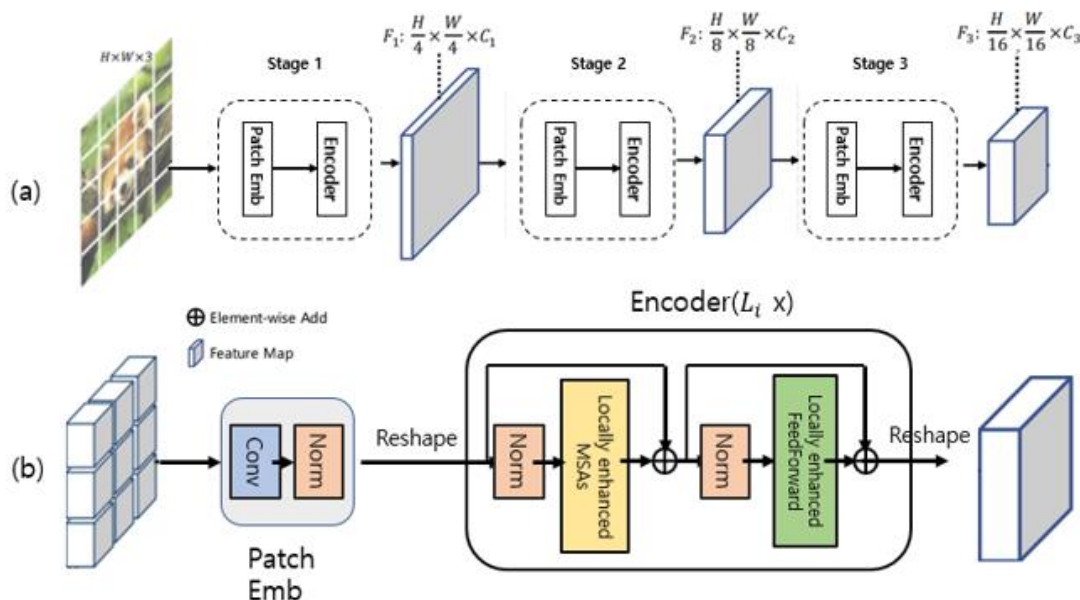 H×W×3
F₁: H/4 × W/4 ×C₁
F₂: H/8 × W/8 ×C₂
F₃: H/16 × W/16 ×C₃
Stage 1
Stage 2
Stage 3
Patch Emb
Encoder
Patch Emb
Encoder
Patch Emb
Encoder
(a)
Encoder(Lᵢ x)
Element-wise Add
Feature Map
(b)
Conv
Norm
Patch
Emb
Reshape
Norm
Locally enhanced
MSAs
Norm
Locally enhanced
FeedForward
Reshape